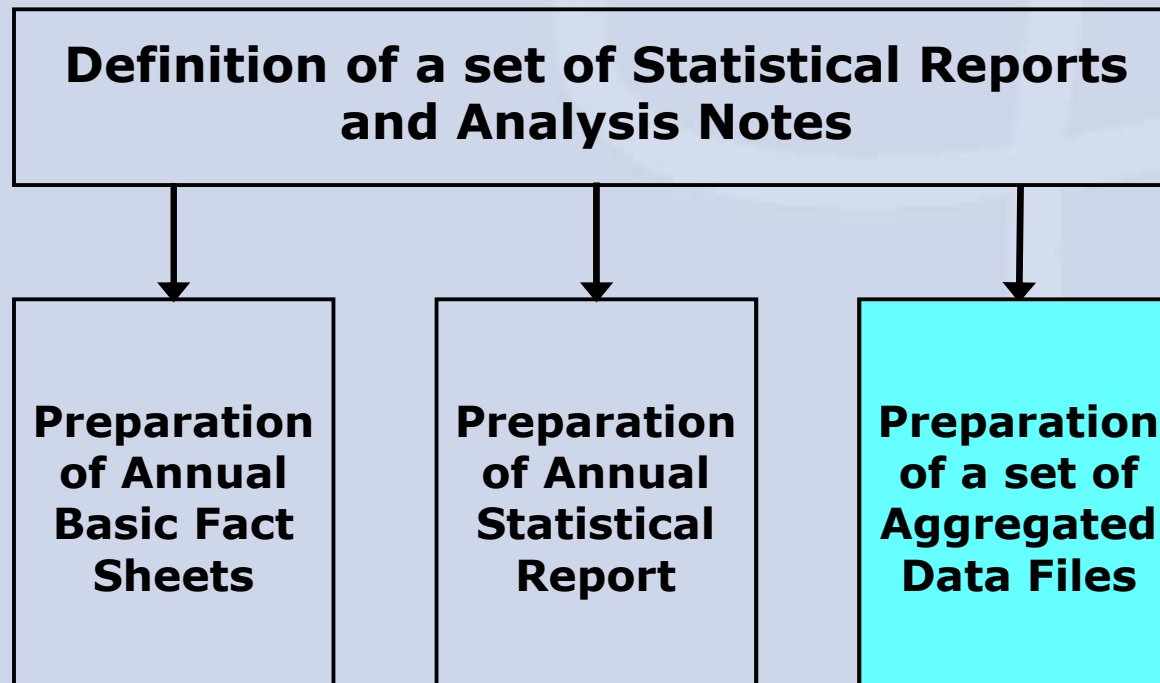 Definition of a set of Statistical Reports
and Analysis Notes
Preparation
of Annual
Basic Fact
Sheets
Preparation
of Annual
Statistical
Report
Preparation
of a set of
Aggregated
Data Files